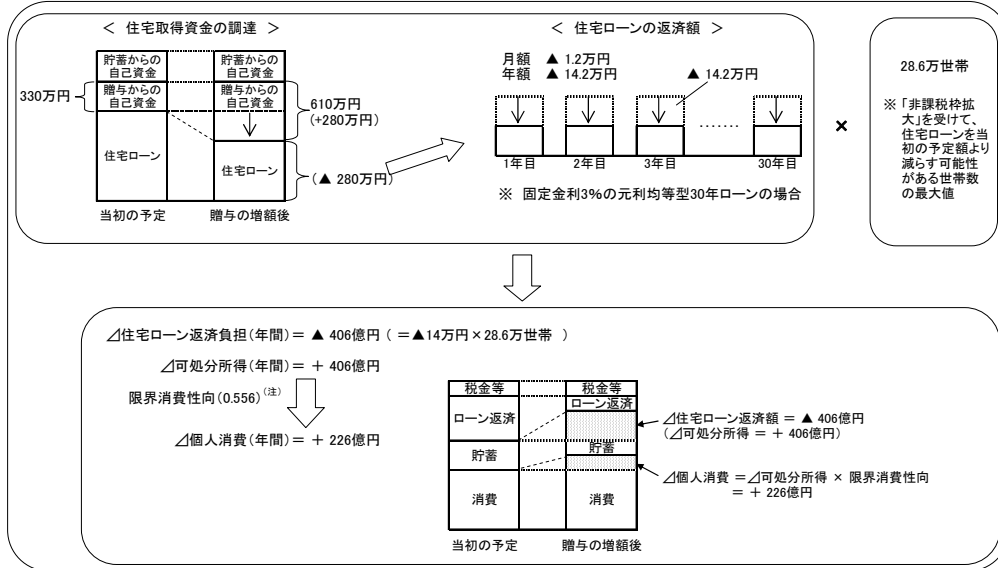 ＜ 住宅取得資金の調達 ＞
貯蓄からの
自己資金
貯蓄からの
自己資金
330万円
贈与からの
自己資金
贈与からの
自己資金
610万円
(+280万円)
住宅ローン
住宅ローン
(▲ 280万円)
当初の予定
贈与の増額後
＜ 住宅ローンの返済額 ＞
月額 ▲ 1.2万円
年額 ▲ 14.2万円
▲ 14.2万円
........
1年目
2年目
3年目
30年目
※ 固定金利3%の元利均等型30年ローンの場合
×
28.6万世帯
※ 「非課税枠拡
大」を受けて、
住宅ローンを当
初の予定額より
減らす可能性
がある世帯数
の最大値
⊿住宅ローン返済負担(年間)＝ ▲ 406億円 ( ＝▲14万円×28.6万世帯 )
⊿可処分所得(年間)＝ ＋ 406億円
限界消費性向(0.556)(注)
⊿個人消費(年間)＝ ＋ 226億円
税金等
税金等
ローン返済
ローン返済
貯蓄
貯蓄
消費
消費
当初の予定
贈与の増額後
⊿住宅ローン返済額 ＝ ▲ 406億円
(⊿可処分所得 ＝ ＋ 406億円)
⊿個人消費 ＝⊿可処分所得 × 限界消費性向
＝ ＋ 226億円